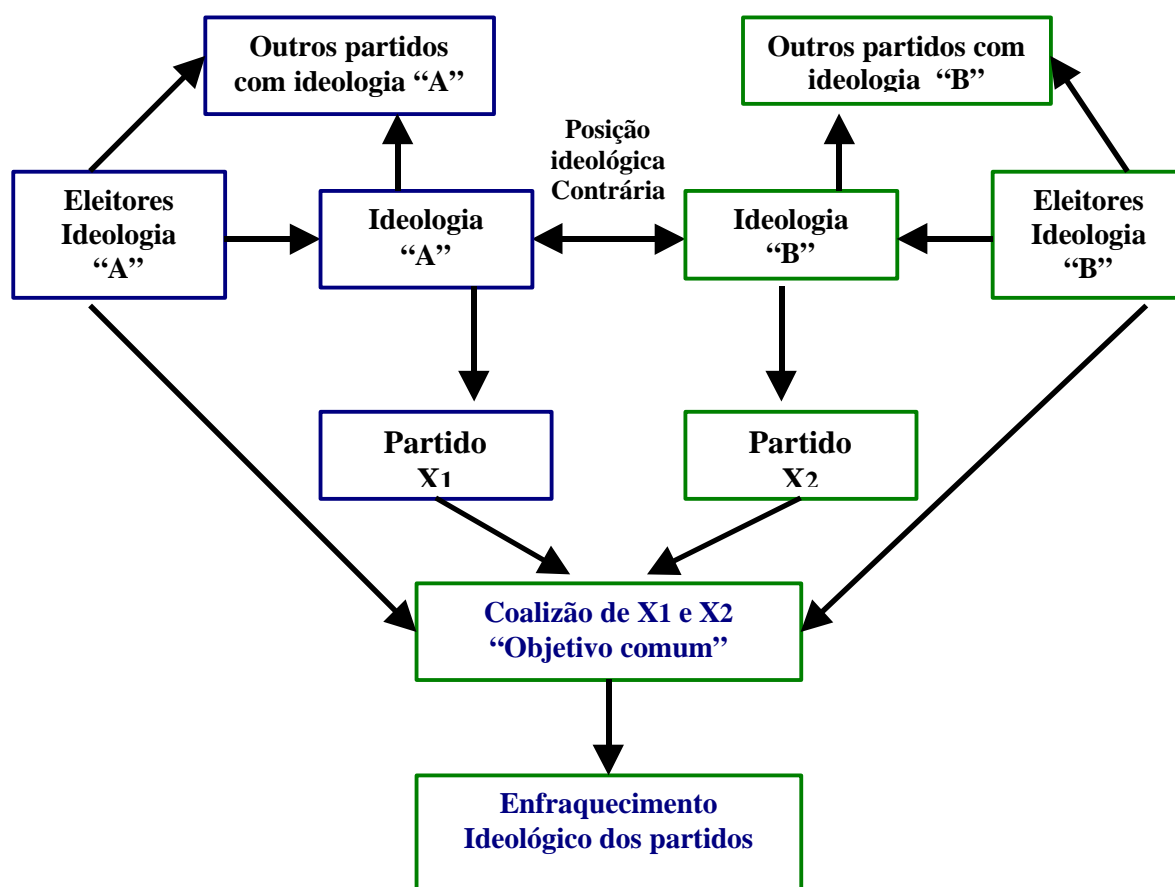 Outros partidos
com ideologia “A”
Outros partidos com
ideologia “B”
Posição
ideológica
Contrária
Eleitores
Ideologia
“A”
Ideologia
“A”
Ideologia
“B”
Eleitores
Ideologia
“B”
Partido
X1
Partido
X2
Coalizão de X1 e X2
“Objetivo comum”
Enfraquecimento
Ideológico dos partidos